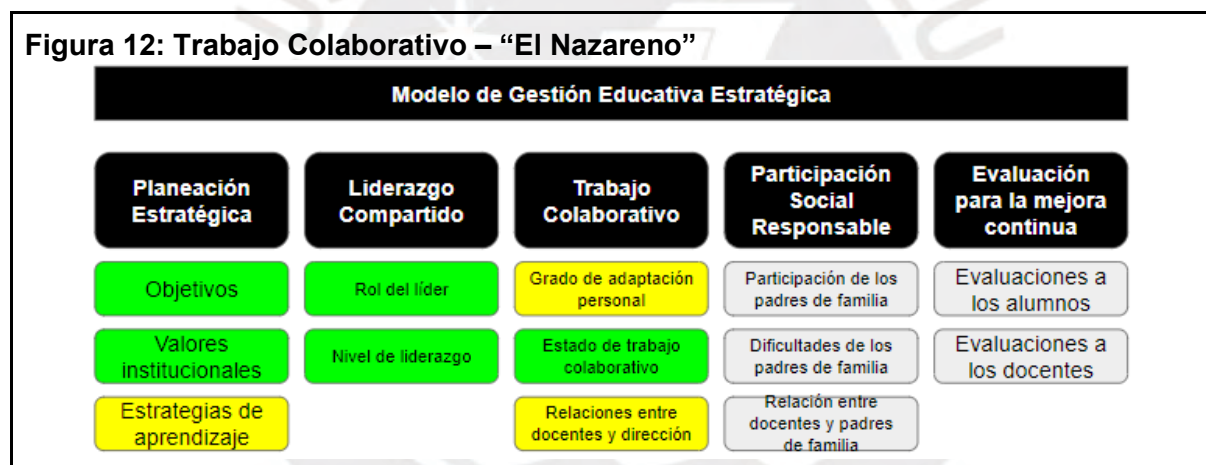 Figura 12: Trabajo Colaborativo – “El Nazareno”
Modelo de Gestión Educativa Estratégica
Planeación
Estratégica
Liderazgo
Compartido
Trabajo
Colaborativo
Participación
Social
Responsable
Evaluación
para la mejora
continua
Objetivos
Rol del líder
Grado de adaptación
personal
Participación de los
padres de familia
Evaluaciones a
los alumnos
Valores
institucionales
Nivel de liderazgo
Estado de trabajo
colaborativo
Dificultades de los
padres de familia
Evaluaciones a
los docentes
Estrategias de
aprendizaje
Relaciones entre
docentes y dirección
Relación entre
docentes y padres
de familia